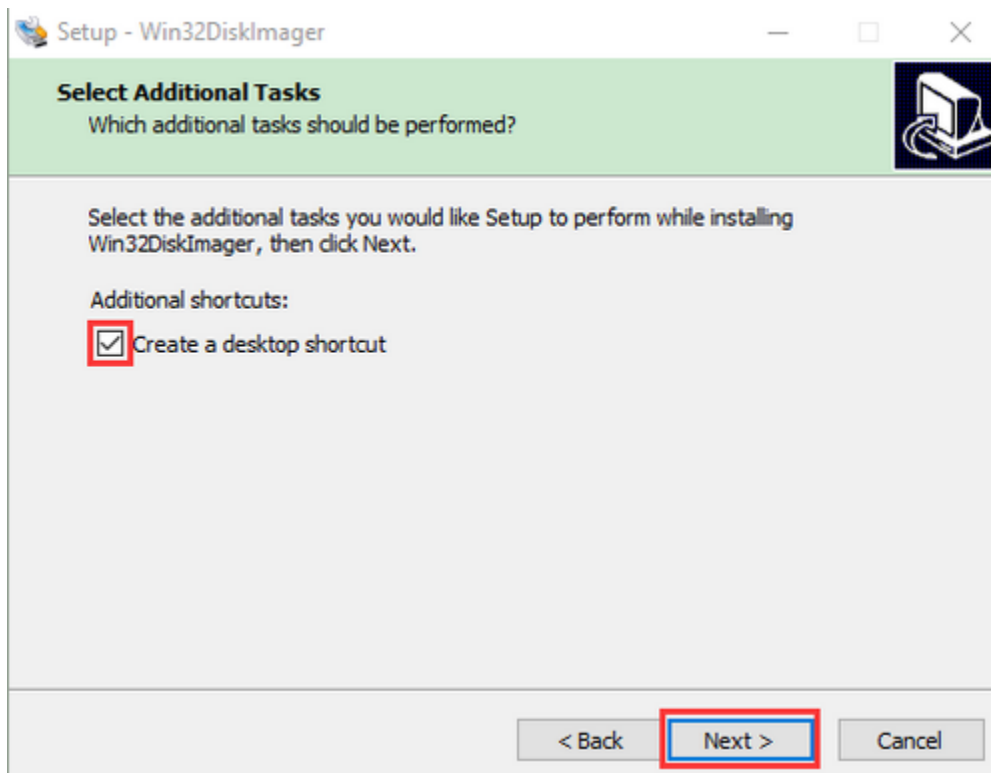 Setup - Win32DiskImager
Select Additional Tasks
Which additional tasks should be performed?
Select the additional tasks you would like Setup to perform while installing
Win32DiskImager, then click Next.
Additional shortcuts:
Create a desktop shortcut
< Back Next > Cancel